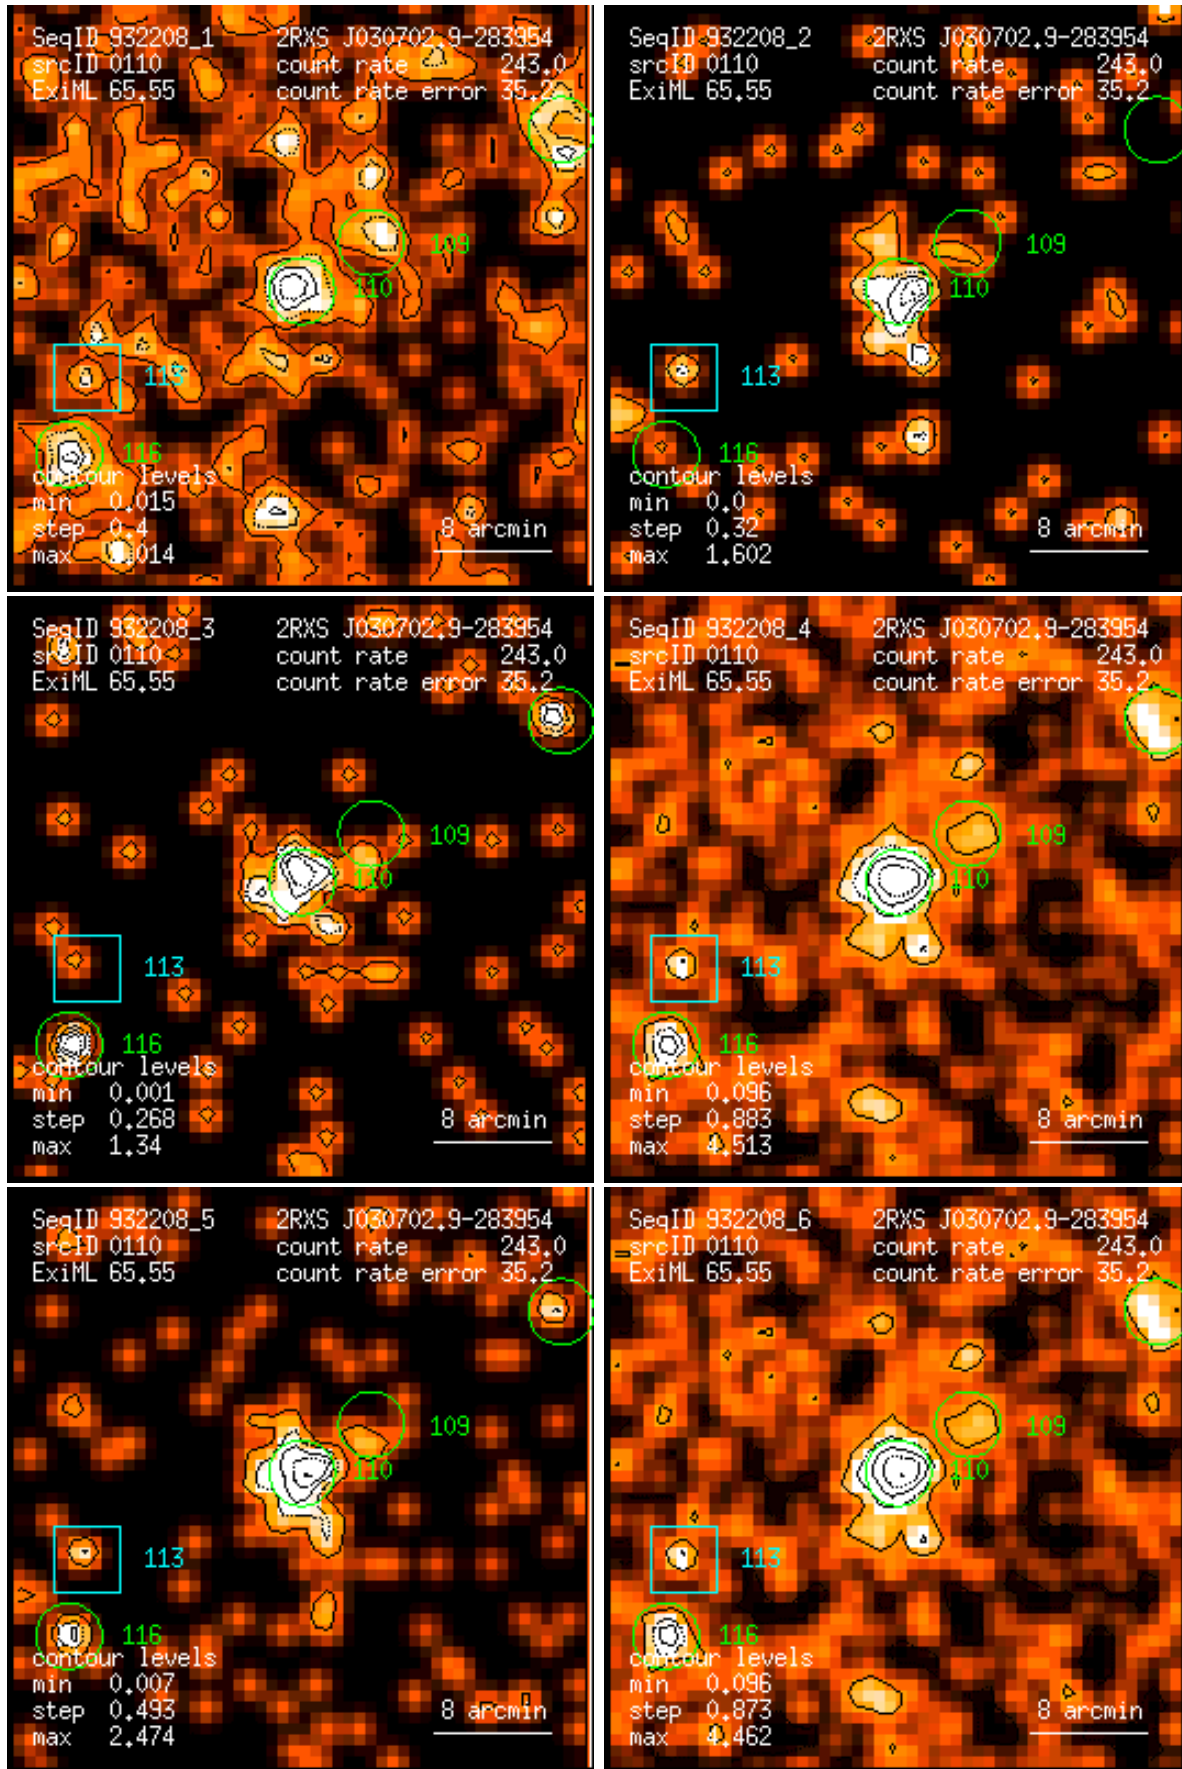 SeqID 932208_1 2RXS J030702.9-283954
srcID 0110 count rate 243.0
ExiML 65.55 count rate error 35.2
109
110
113
116
contour levels
min 0.015
step 0.4
max .014
8 arcmin
SeqID 932208_2 2RXS J030702.9-283954
srcID 0110 count rate 243.0
ExiML 65.55 count rate error 35.2
109
110
113
116
contour levels
min 0.0
step 0.32
max 1.602
8 arcmin
SeqID 932208_3 2RXS J030702.9-283954
srcID 0110 count rate 243.0
ExiML 65.55 count rate error 35.2
109
110
113
116
contour levels
min 0.001
step 0.268
max 1.34
8 arcmin
SeqID 932208_4 2RXS J030702.9-283954
srcID 0110 count rate 243.0
ExiML 65.55 count rate error 35.2
109
110
113
116
contour levels
min 0.096
step 0.883
max 4.513
8 arcmin
SeqID 932208_5 2RXS J030702.9-283954
srcID 0110 count rate 243.0
ExiML 65.55 count rate error 35.2
109
110
113
116
contour levels
min 0.007
step 0.493
max 2.474
8 arcmin
SeqID 932208_6 2RXS J030702.9-283954
srcID 0110 count rate 243.0
ExiML 65.55 count rate error 35.2
109
110
113
116
contour levels
min 0.096
step 0.873
max 4.462
8 arcmin